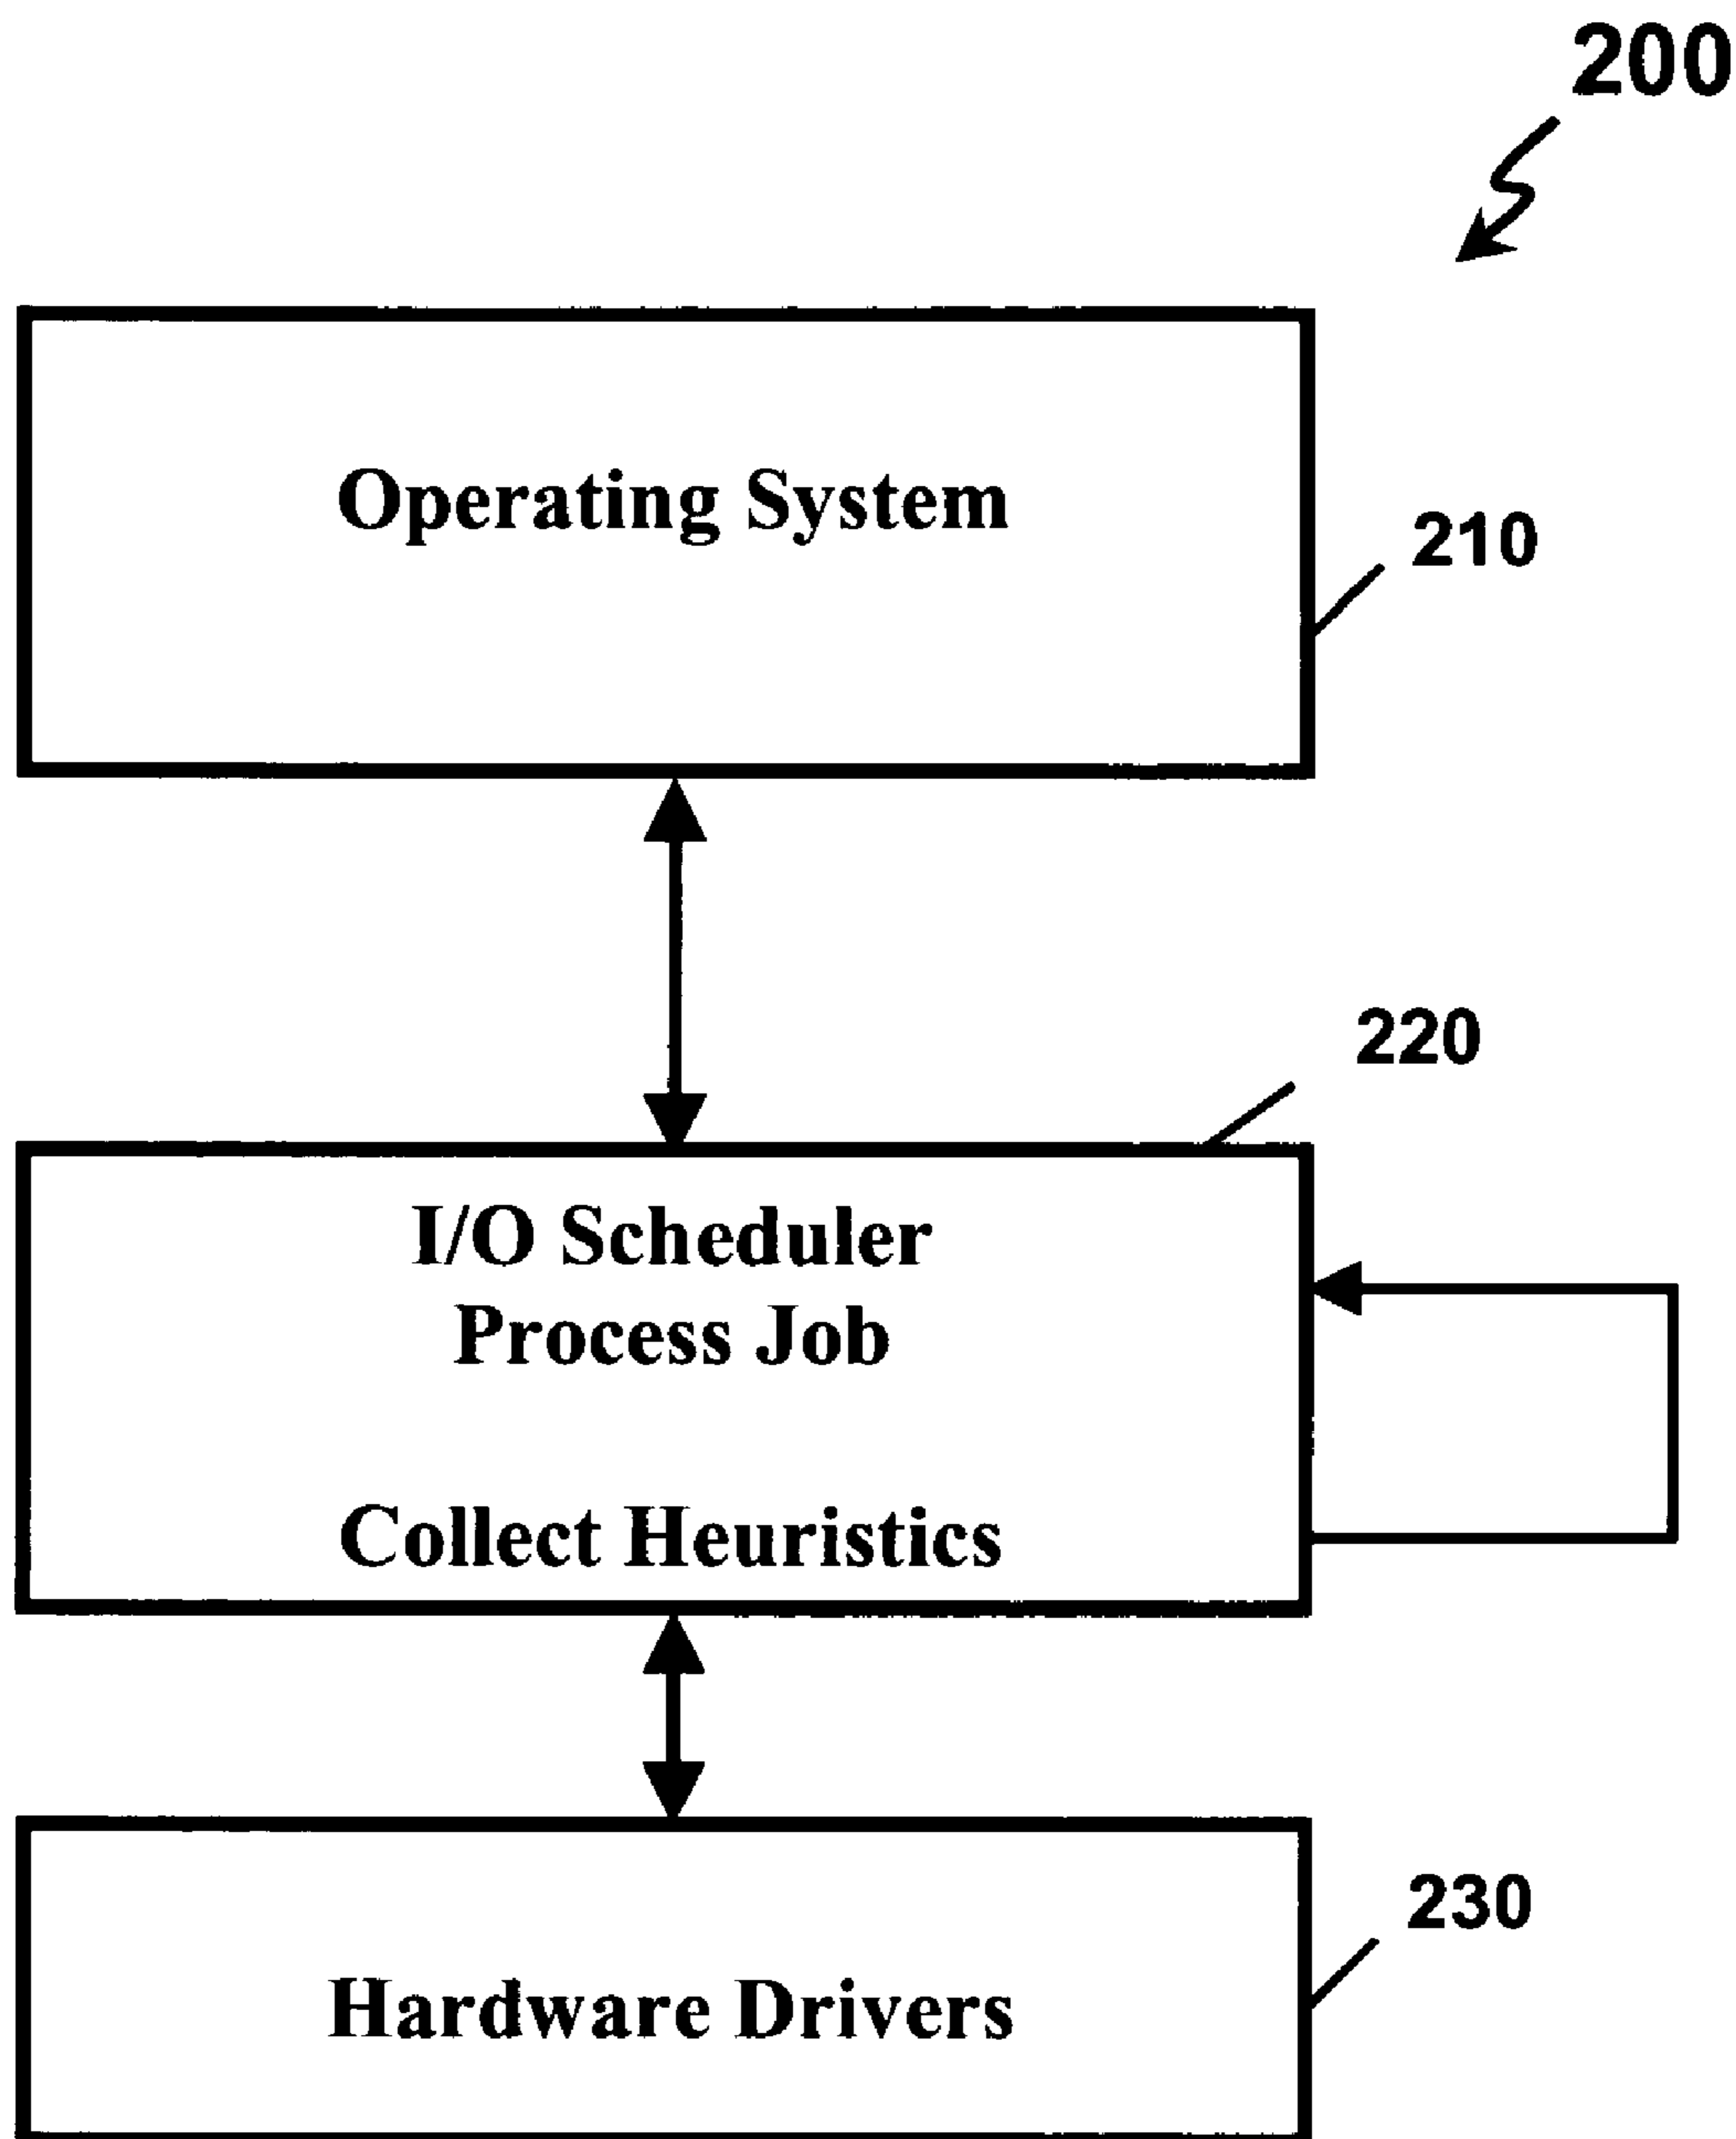 200
Operating System
210
220
I/O Scheduler
Process Job
Collect Heuristics
230
Hardware Drivers